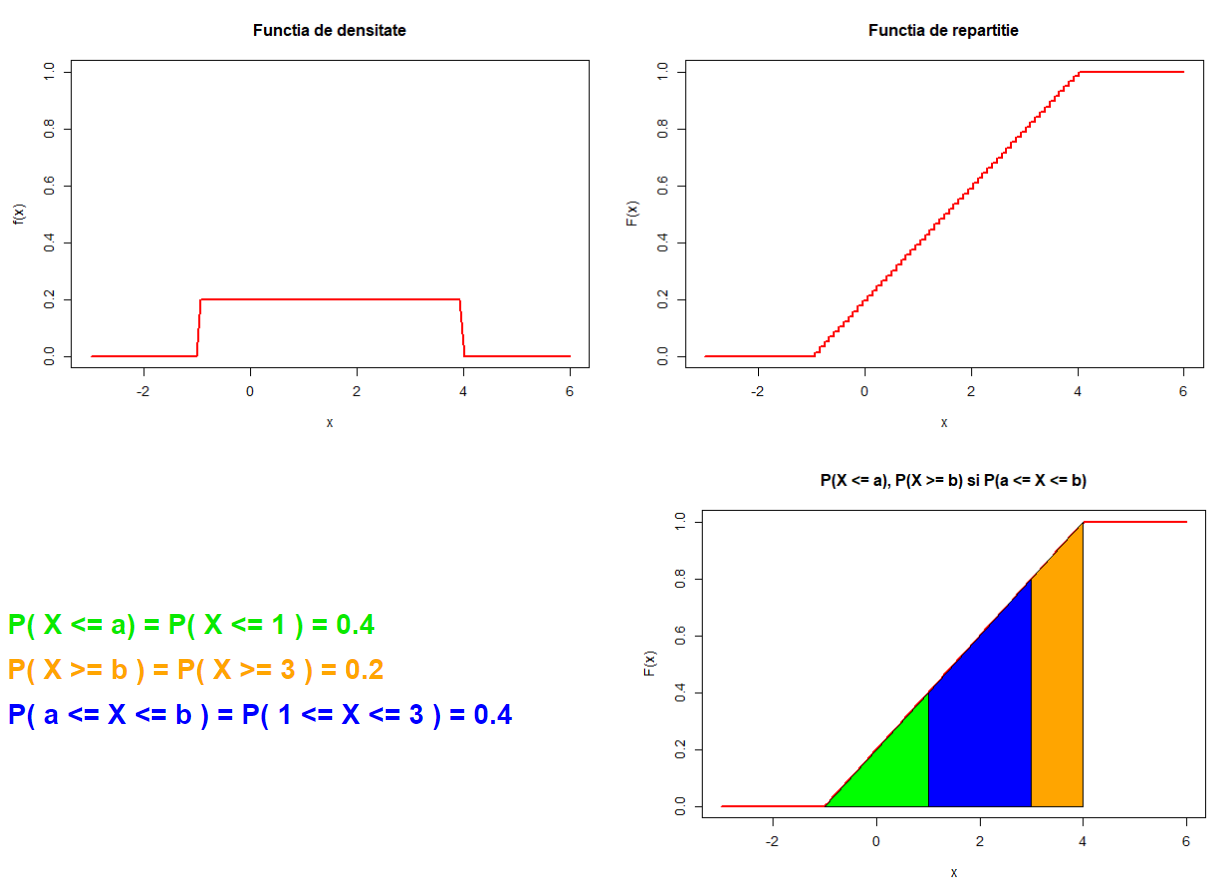 Functia de densitate
f(x)
1.0
0.8
0.6
0.4
0.2
0.0
-2 0 2 4 6
x
Functia de repartitie
F(x)
1.0
0.8
0.6
0.4
0.2
0.0
-2 0 2 4 6
x
P( X <= a) = P( X <= 1 ) = 0.4
P( X >= b ) = P( X >= 3 ) = 0.2
P( a <= X <= b ) = P( 1 <= X <= 3 ) = 0.4
P(X <= a), P(X >= b) si P(a <= X <= b)
F(x)
1.0
0.8
0.6
0.4
0.2
0.0
-2 0 2 4 6
x